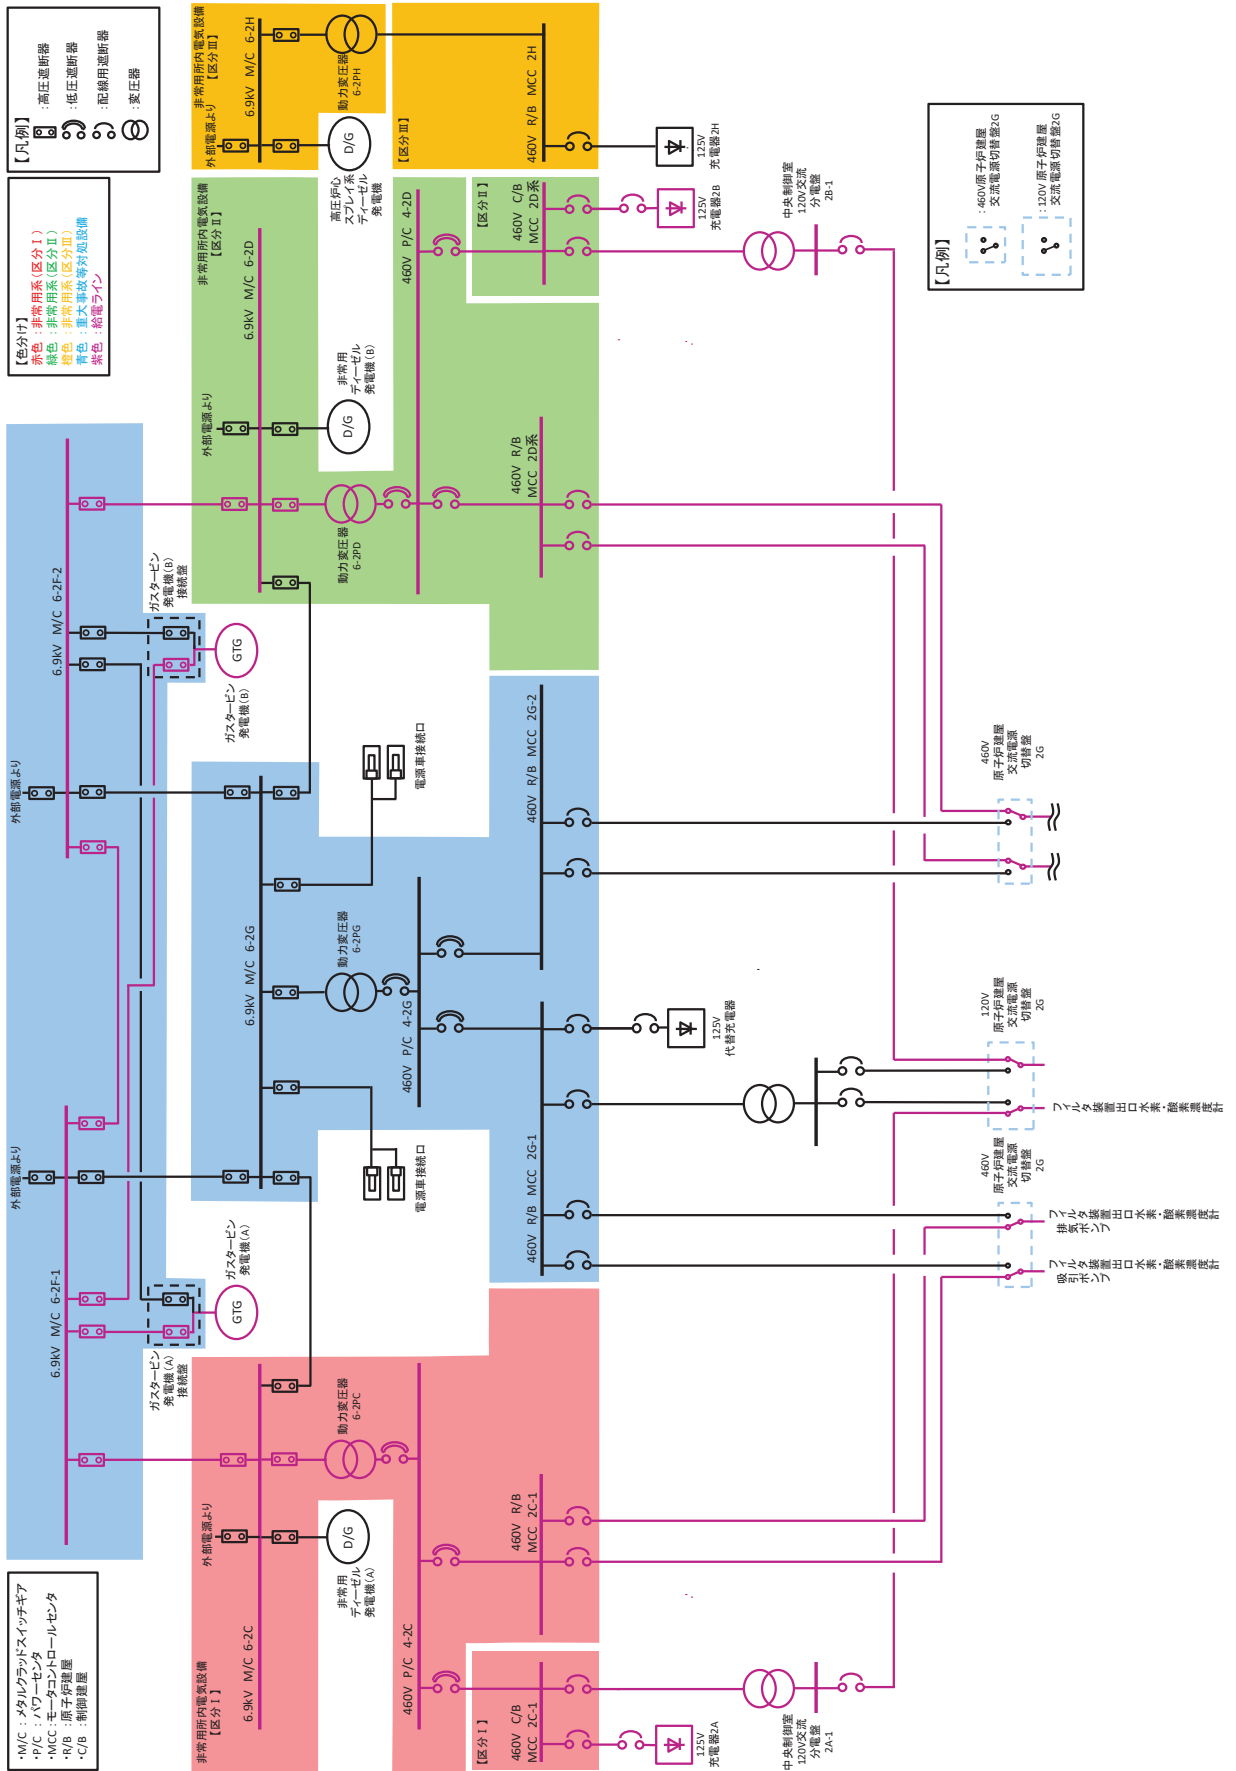 ・M/C ：メタルクラッドスイッチギア
・P/C ：パワーセンタ
・MCC：モータコントロールセンタ
・R/B ：原子炉建屋
・C/B ：制御建屋
【色分け】
赤色 ：非常用系(区分Ⅰ)
緑色 ：非常用系(区分Ⅱ)
橙色 ：非常用系(区分Ⅲ)
青色 ：重大事故等対処設備
紫色 ：給電ライン
【凡例】
：高圧遮断器
：低圧遮断器
：配線用遮断器
：変圧器
外部電源より
6.9kV M/C 6-2F-1
外部電源より
6.9kV M/C 6-2F-2
ガスタービン
発電機(A)
接続盤
GTG
ガスタービン
発電機(A)
ガスタービン
発電機(B)
接続盤
GTG
ガスタービン
発電機(B)
非常用所内電気設備
【区分Ⅰ】
外部電源より
6.9kV M/C 6-2C
D/G
非常用
ディーゼル
発電機(A)
動力変圧器
6-2PC
460V P/C 4-2C
【区分Ⅰ】
460V C/B
MCC 2C-1
460V R/B
MCC 2C-1
125V
充電器2A
中央制御室
120V交流
分電盤
2A-1
6.9kV M/C 6-2G
電源車接続口
電源車接続口
動力変圧器
6-2PG
460V P/C 4-2G
460V R/B MCC 2G-1
460V R/B MCC 2G-2
125V
代替充電器
非常用所内電気設備
【区分Ⅱ】
外部電源より
6.9kV M/C 6-2D
D/G
非常用
ディーゼル
発電機(B)
動力変圧器
6-2PD
460V P/C 4-2D
460V R/B
MCC 2D系
【区分Ⅱ】
460V C/B
MCC 2D系
125V
充電器2B
中央制御室
120V交流
分電盤
2B-1
非常用所内電気設備
【区分Ⅲ】
外部電源より
6.9kV M/C 6-2H
D/G
高圧炉心
スプレイ系
ディーゼル
発電機
動力変圧器
6-2PH
【区分Ⅲ】
460V R/B MCC 2H
125V
充電器2H
【凡例】
：460V原子炉建屋
交流電源切替盤2G
：120V原子炉建屋
交流電源切替盤2G
460V
原子炉建屋
交流電源
切替盤
2G
フィルタ装置出口水素・酸素濃度計
吸引ポンプ
フィルタ装置出口水素・酸素濃度計
排気ポンプ
120V
原子炉建屋
交流電源
切替盤
2G
フィルタ装置出口水素・酸素濃度計
460V
原子炉建屋
交流電源
切替盤
2G